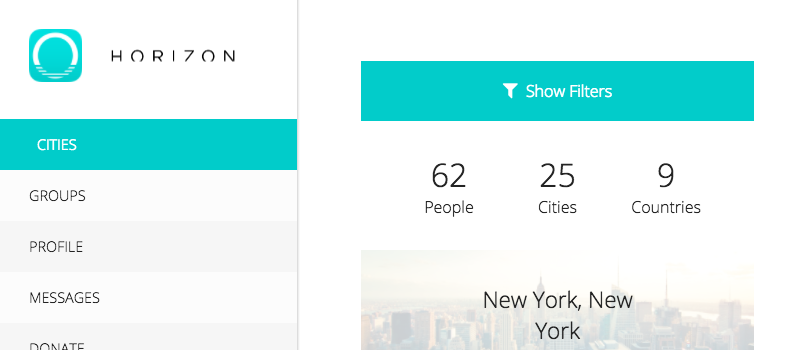 HORIZON
CITIES
GROUPS
PROFILE
MESSAGES
DONATE
Show Filters
62 25 9
People Cities Countries
New York, New
York